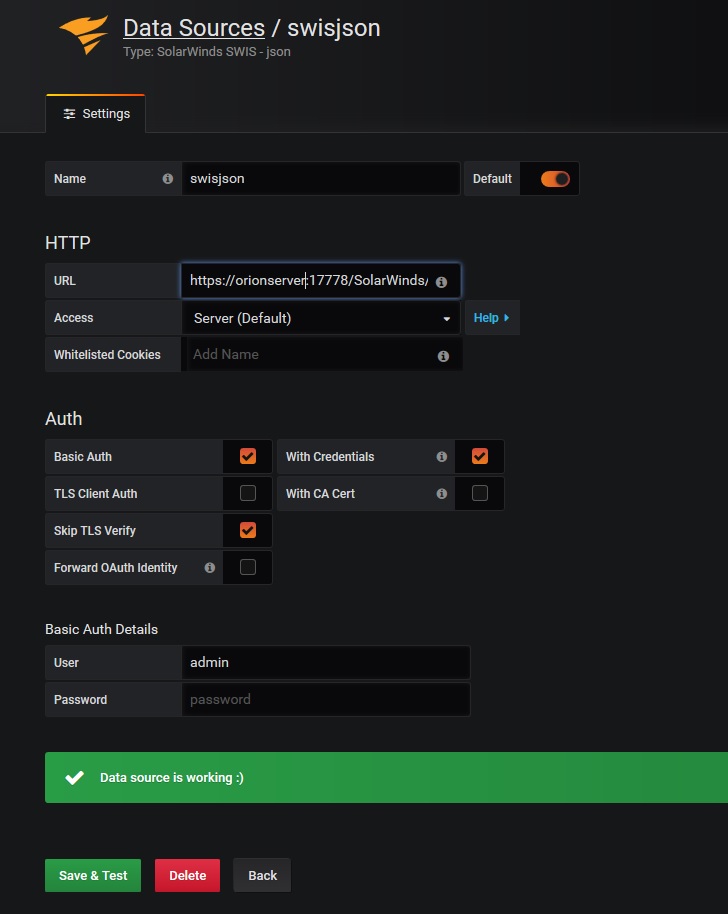 Data Sources / swisjson
Type: SolarWinds SWIS - json
Settings
Name swisjson Default
HTTP
URL https://orionserver:17778/SolarWinds/
Access Server (Default) Help
Whitelisted Cookies Add Name
Auth
Basic Auth With Credentials
TLS Client Auth With CA Cert
Skip TLS Verify
Forward OAuth Identity
Basic Auth Details
User admin
Password password
Data source is working :)
Save & Test Delete Back